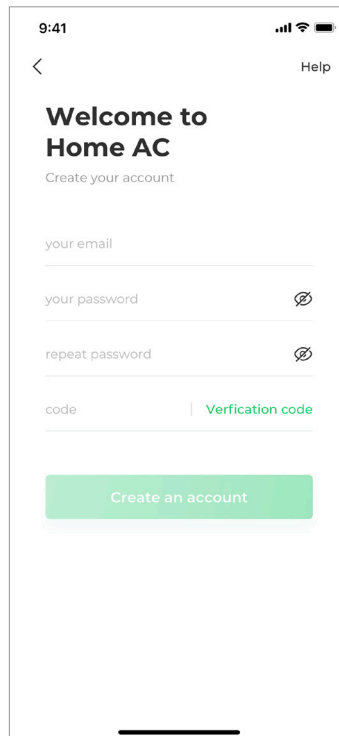 9:41
Help
Welcome to
Home AC
Create your account
your email
your password
repeat password
code Verfication code
Create an account